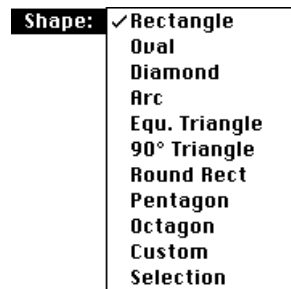 Shape: ✓Rectangle
Oval
Diamond
Arc
Equ. Triangle
90° Triangle
Round Rect
Pentagon
Octagon
Custom
Selection